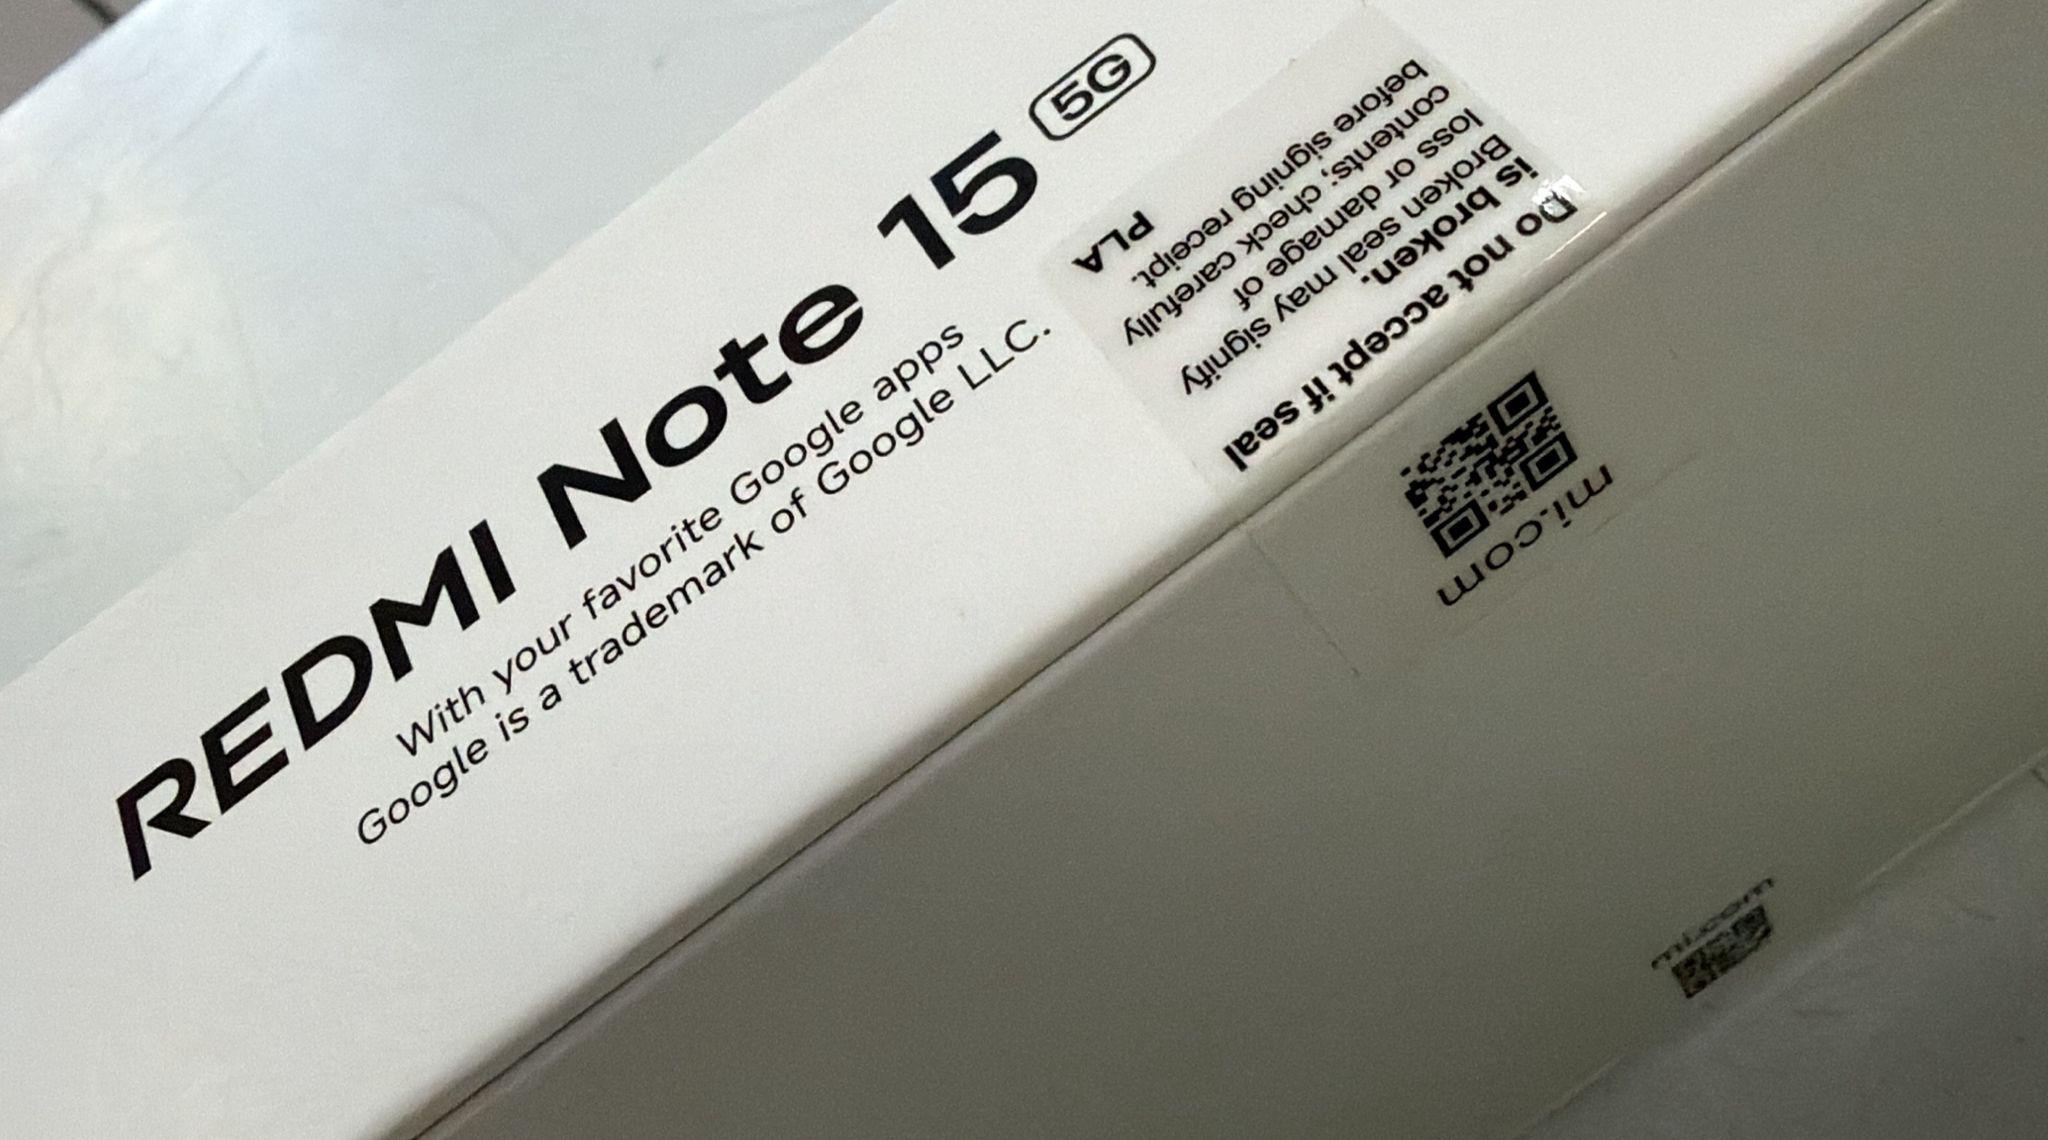 REDMI Note 15 5G
With your favorite Google apps
Google is a trademark of Google LLC.
Do not accept if seal
is broken.
Broken seal may signify
loss or damage of
contents; check carefully
before signing receipt.
PLA
mi.com
mi.com